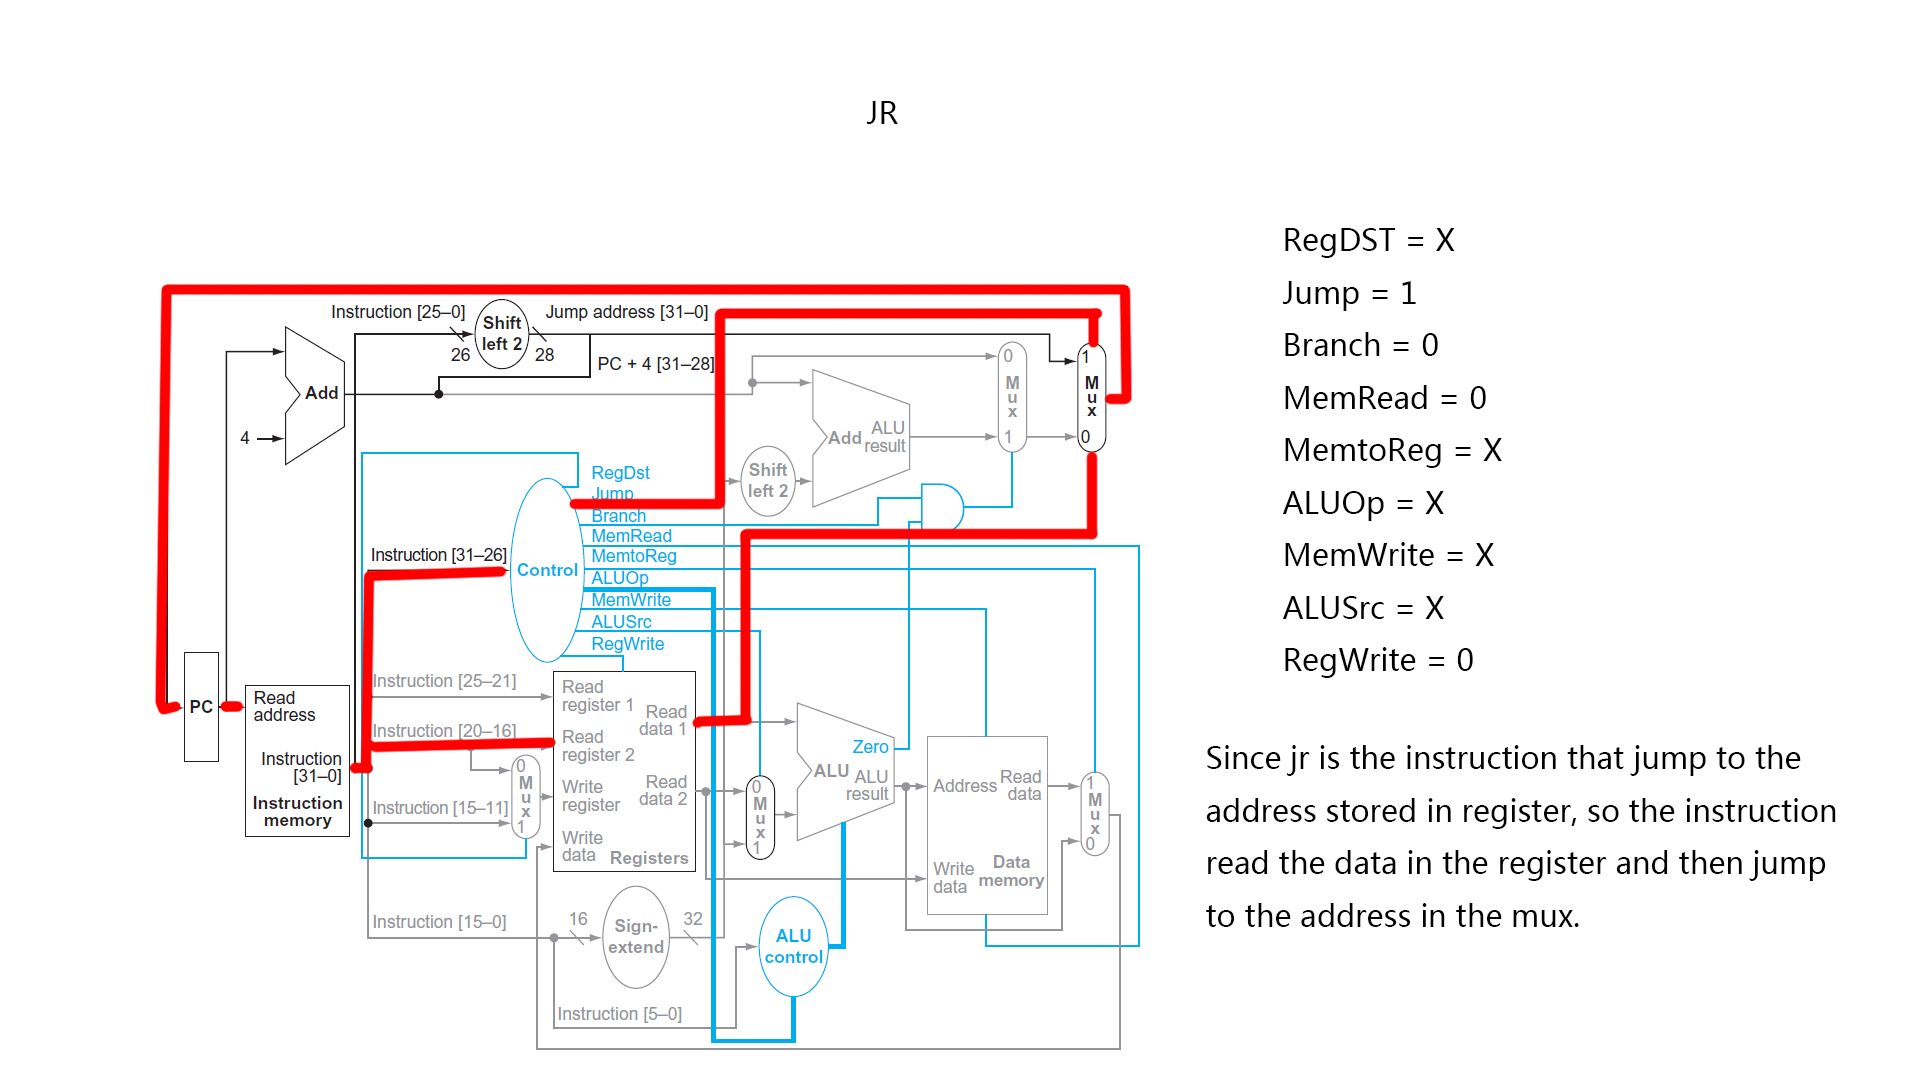 JR
RegDST = X
Jump = 1
Branch = 0
MemRead = 0
MemtoReg = X
ALUOp = X
MemWrite = X
ALUSrc = X
RegWrite = 0
Since jr is the instruction that jump to the
address stored in register, so the instruction
read the data in the register and then jump
to the address in the mux.
Instruction [25–0]
Shift
left 2
26
28
Jump address [31–0]
PC + 4 [31–28]
Add
4
0
M
u
x
1
1
M
u
x
0
Add
ALU
result
Shift
left 2
RegDst
Jump
Branch
MemRead
MemtoReg
ALUOp
MemWrite
ALUSrc
RegWrite
Instruction [31–26]
Control
PC
Read
address
Instruction
[31–0]
Instruction
memory
Instruction [25–21]
Instruction [20–16]
Instruction [15–11]
0
M
u
x
1
Read
register 1
Read
register 2
Write
register
Write
data
Read
data 1
Read
data 2
Registers
0
M
u
x
1
Zero
ALU
ALU
result
Address
Read
data
Write
data
Data
memory
1
M
u
x
0
Instruction [15–0]
16
Sign-
extend
32
ALU
control
Instruction [5–0]